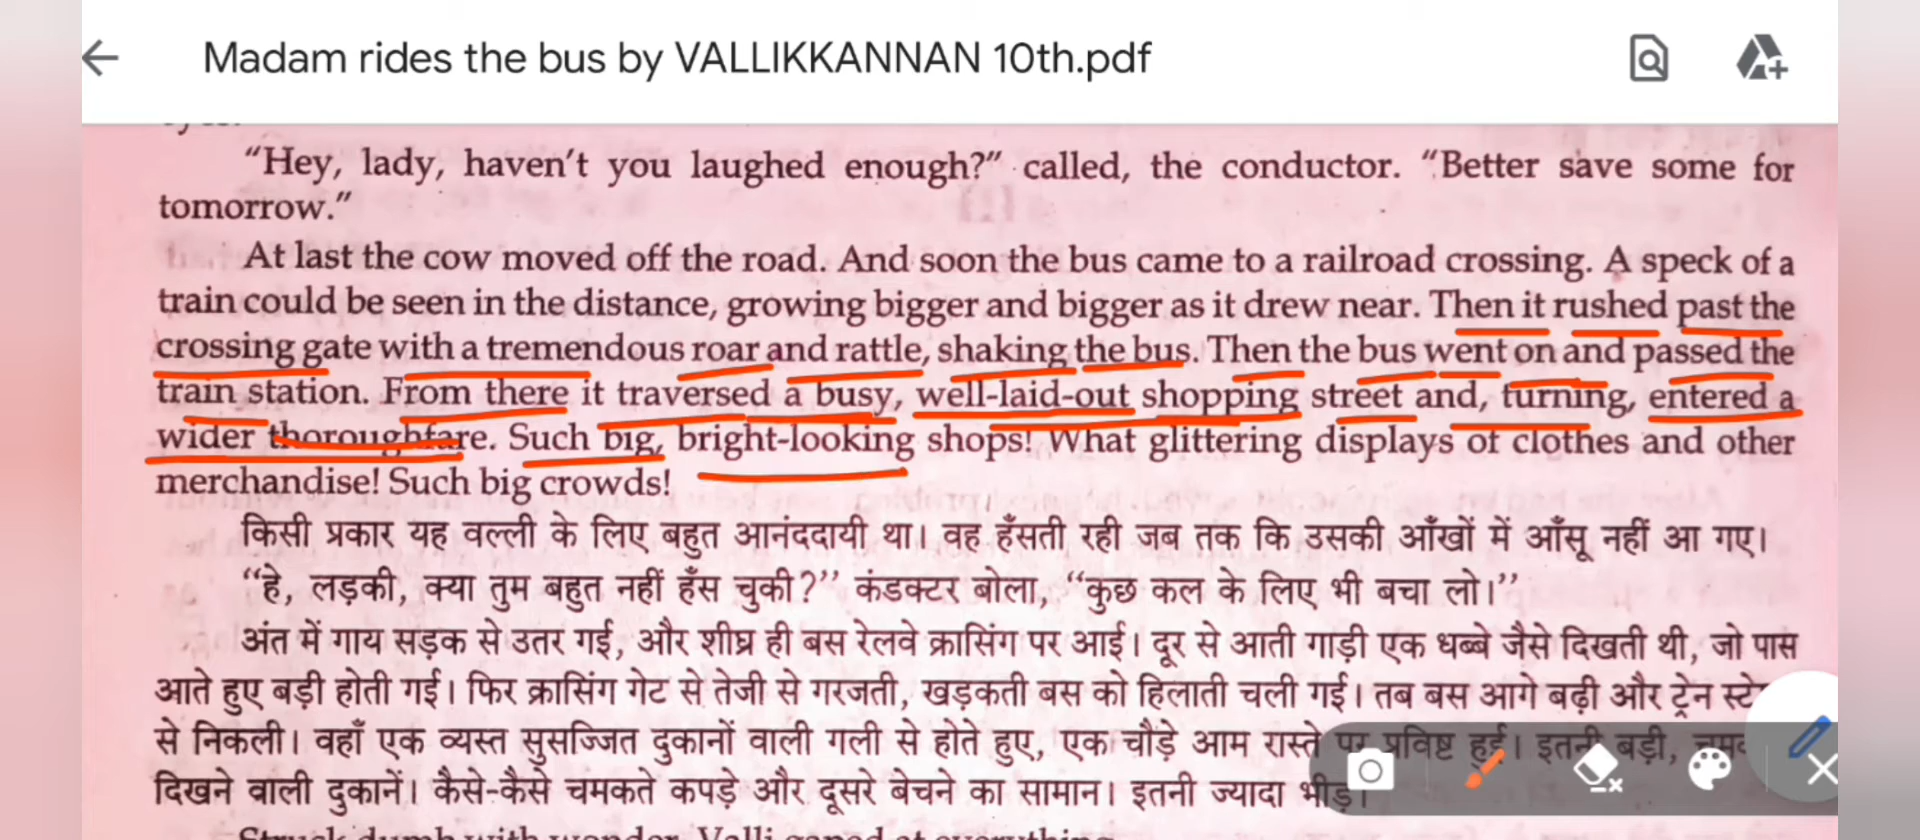 Madam rides the bus by VALLIKKANNAN 10th.pdf
“Hey, lady, haven’t you laughed enough?” called, the conductor. “Better save some for
tomorrow.”
At last the cow moved off the road. And soon the bus came to a railroad crossing. A speck of a
train could be seen in the distance, growing bigger and bigger as it drew near. Then it rushed past the
crossing gate with a tremendous roar and rattle, shaking the bus. Then the bus went on and passed the
train station. From there it traversed a busy, well-laid-out shopping street and, turning, entered a
wider thoroughfare. Such big, bright-looking shops! What glittering displays of clothes and other
merchandise! Such big crowds!
किसी प्रकार यह वल्ली के लिए बहुत आनंददायी था। वह हँसती रही जब तक कि उसकी आँखों में आँसू नहीं आ गए।
“हे, लड़की, क्या तुम बहुत नहीं हँस चुकी?” कंडक्टर बोला, “कुछ कल के लिए भी बचा लो।”
अंत में गाय सड़क से उतर गई, और शीघ्र ही बस रेलवे क्रासिंग पर आई। दूर से आती गाड़ी एक धब्बे जैसे दिखती थी, जो पास
आते हुए बड़ी होती गई। फिर क्रासिंग गेट से तेजी से गरजती, खड़कती बस को हिलाती चली गई। तब बस आगे बढ़ी और ट्रेन
से निकली। वहाँ एक व्यस्त सुसज्जित दुकानों वाली गली से होते हुए, एक चौड़े आम रास्ते पर प्रविष्ट हुई। इतनी बड़ी,
दिखने वाली दुकानें। कैसे-कैसे चमकते कपड़े और दूसरे बेचने का सामान। इतनी ज्यादा भीड़।
Struck dumb with wonder, Valli gaped at everything.